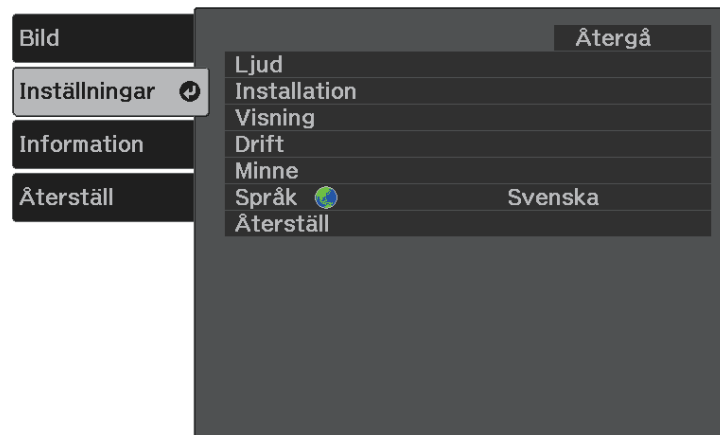 Bild
Inställningar
Information
Återställ
Återgå
Ljud
Installation
Visning
Drift
Minne
Språk Svenska
Återställ